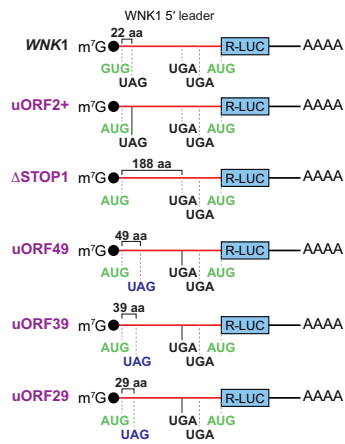 WNK1 5′ leader
22 aa
WNK1 m⁷G R-LUC AAAA
GUG UGA AUG
UAG UGA
uORF2+ m⁷G R-LUC AAAA
AUG UGA AUG
UAG UGA
188 aa
ΔSTOP1 m⁷G R-LUC AAAA
AUG UGA AUG
UGA
49 aa
uORF49 m⁷G R-LUC AAAA
AUG UGA AUG
UAG UGA
39 aa
uORF39 m⁷G R-LUC AAAA
AUG UGA AUG
UAG UGA
29 aa
uORF29 m⁷G R-LUC AAAA
AUG UGA AUG
UAG UGA